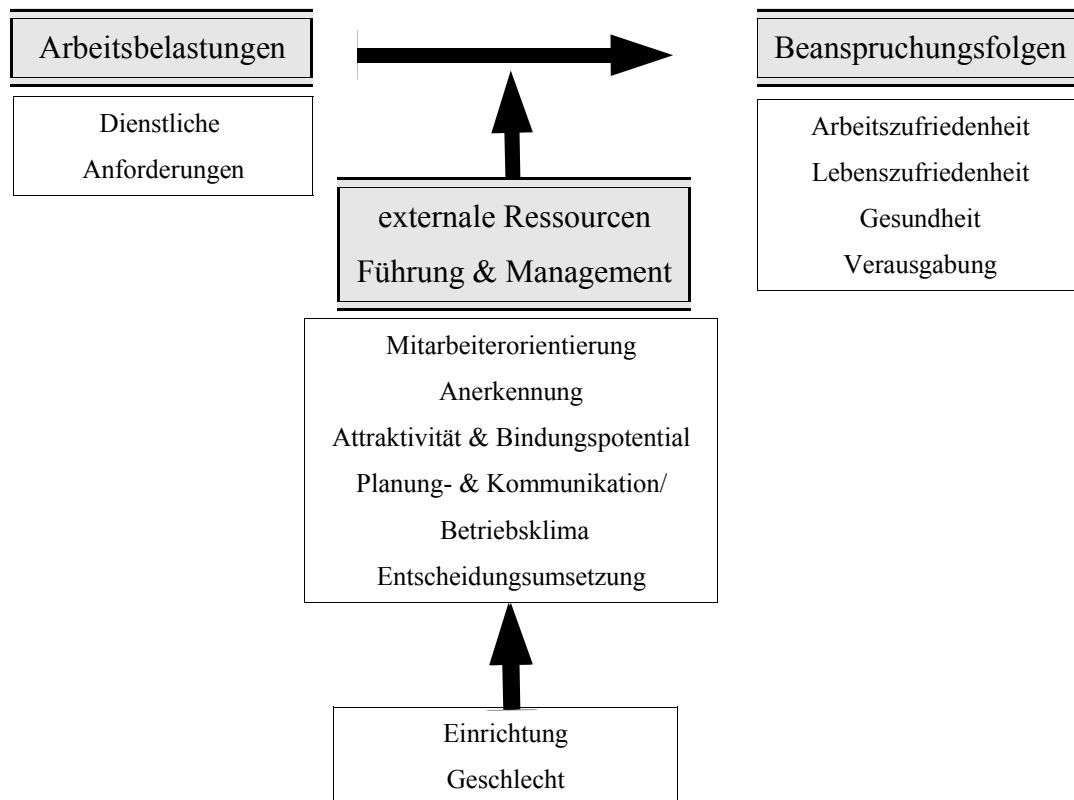 Arbeitsbelastungen
Dienstliche
Anforderungen
Beanspruchungsfolgen
Arbeitszufriedenheit
Lebenszufriedenheit
Gesundheit
Verausgabung
externale Ressourcen
Führung & Management
Mitarbeiterorientierung
Anerkennung
Attraktivität & Bindungspotential
Planung- & Kommunikation/
Betriebsklima
Entscheidungsumsetzung
Einrichtung
Geschlecht